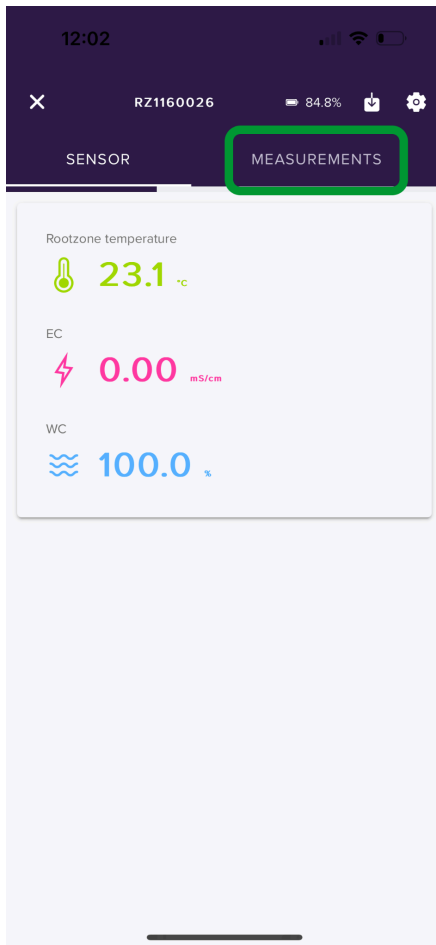 12:02
RZ1160026 84.8%
SENSOR MEASUREMENTS
Rootzone temperature
23.1 °C
EC
0.00 mS/cm
WC
100.0 %